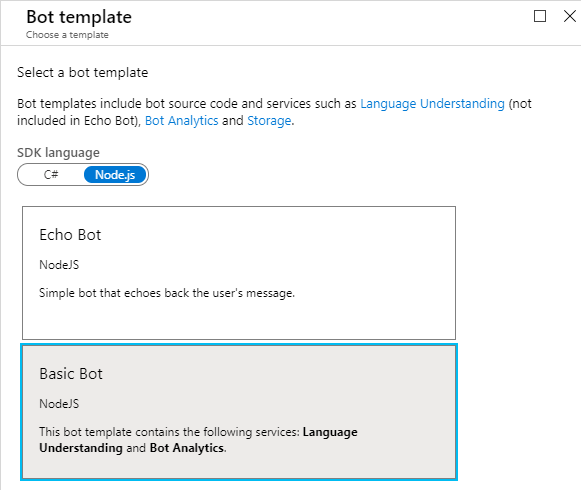 Bot template
Choose a template
Select a bot template
Bot templates include bot source code and services such as Language Understanding (not
included in Echo Bot), Bot Analytics and Storage.
SDK language
C# Node.js
Echo Bot
NodeJS
Simple bot that echoes back the user's message.
Basic Bot
NodeJS
This bot template contains the following services: Language
Understanding and Bot Analytics.